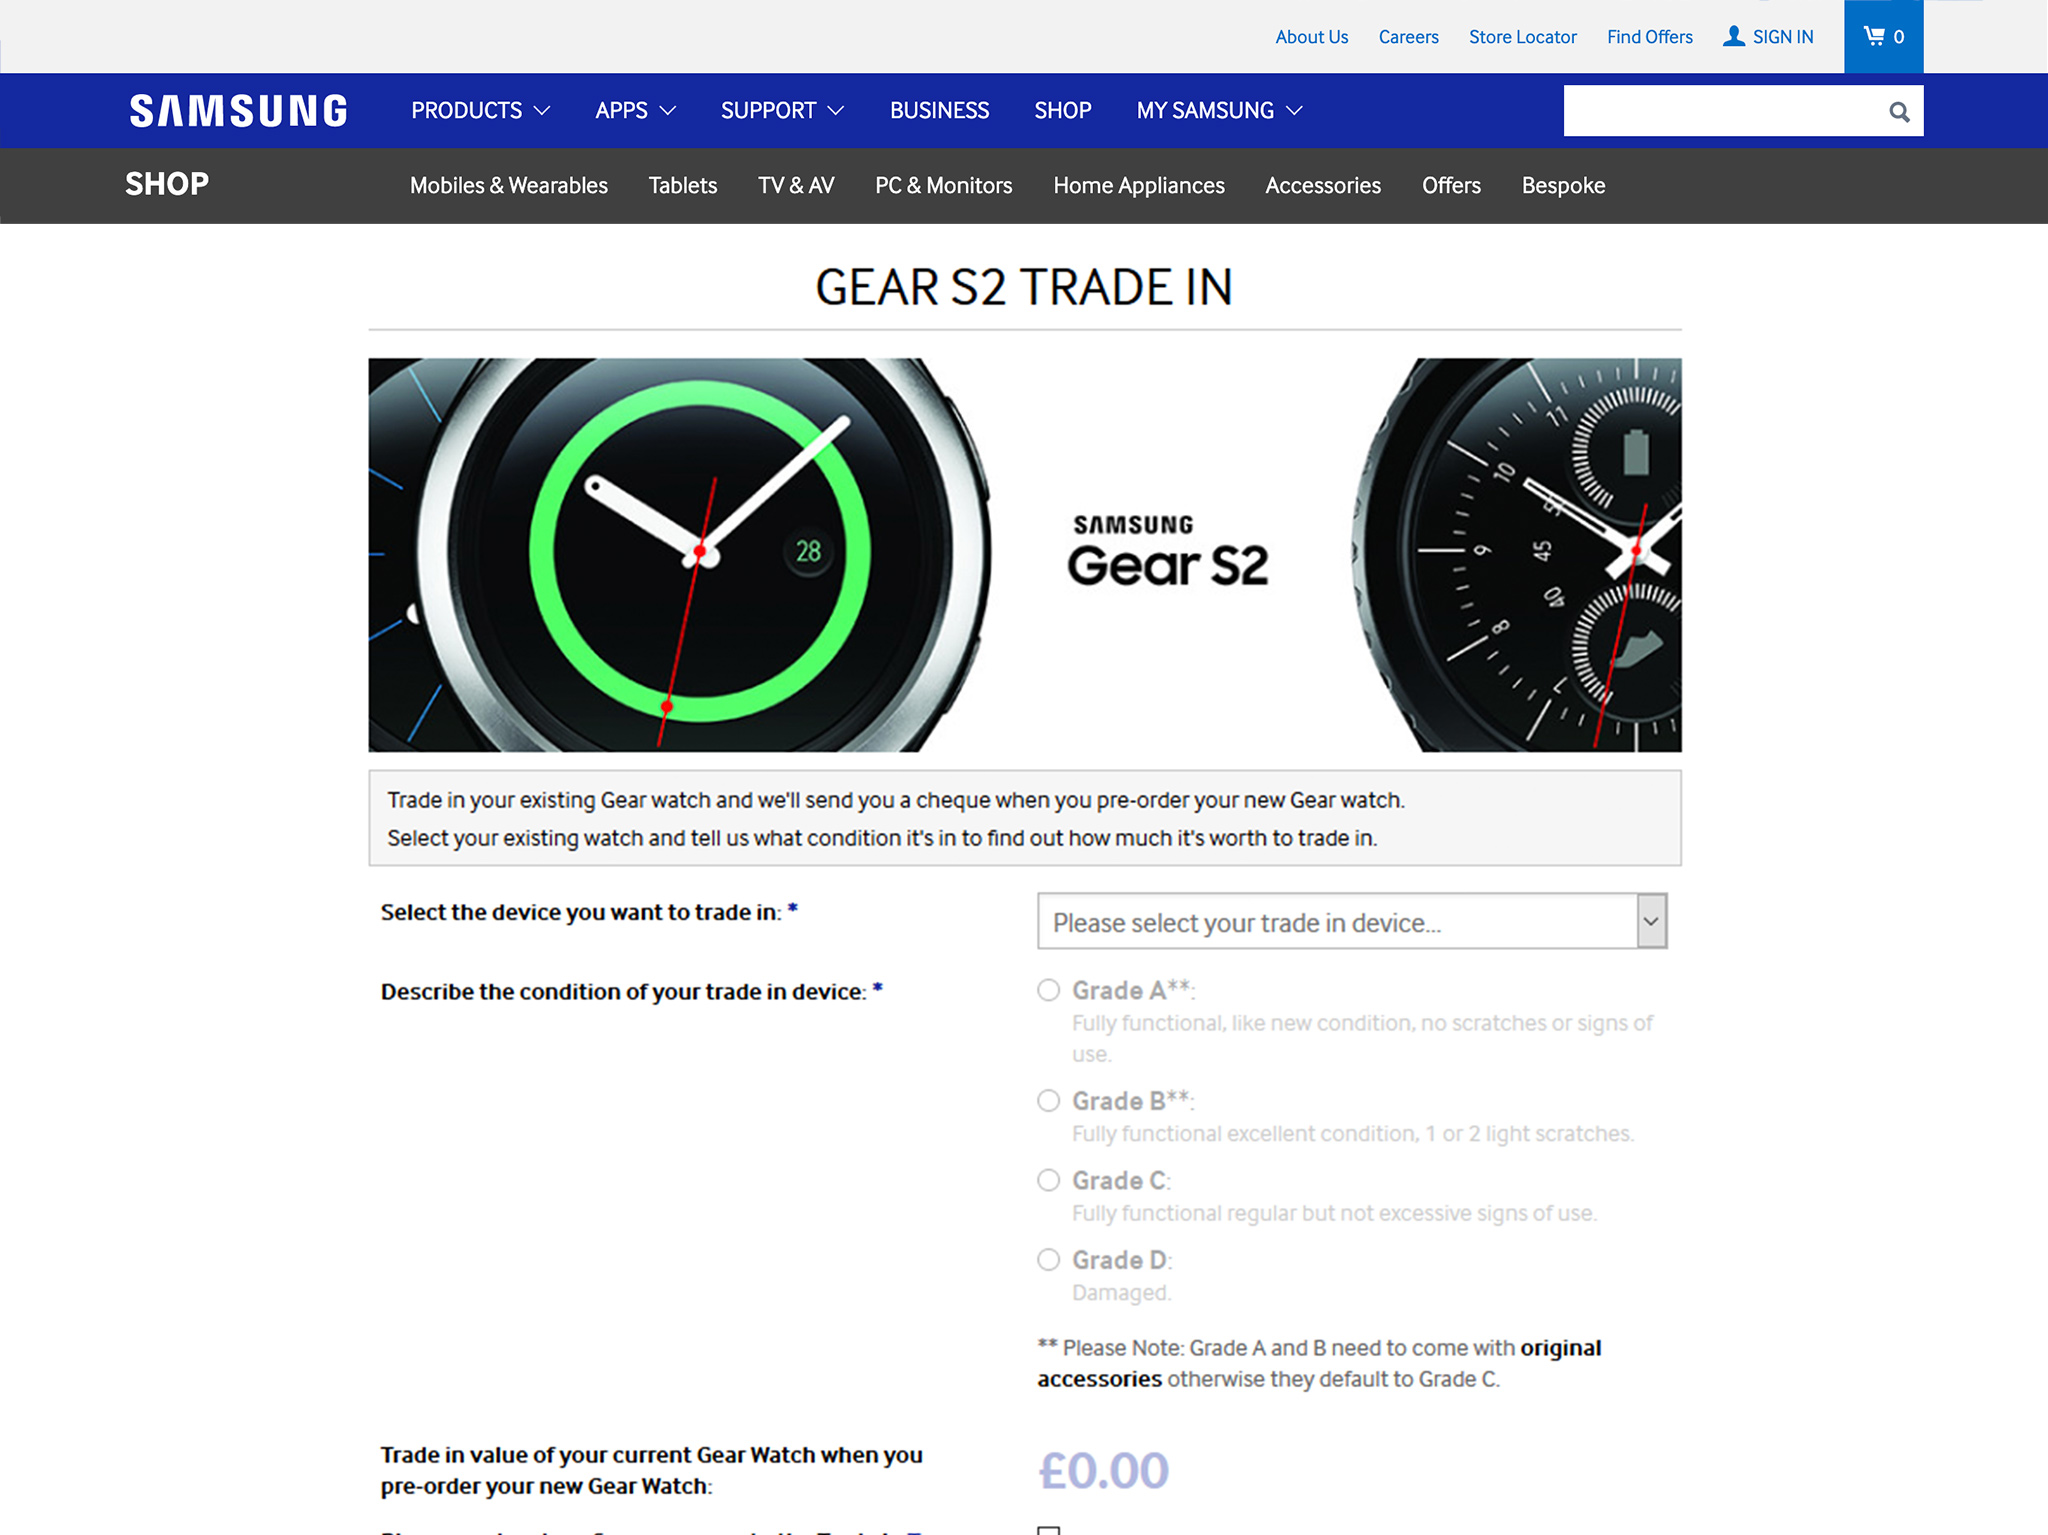 About Us Careers Store Locator Find Offers SIGN IN 0
SAMSUNG PRODUCTS APPS SUPPORT BUSINESS SHOP MY SAMSUNG
SHOP Mobiles & Wearables Tablets TV & AV PC & Monitors Home Appliances Accessories Offers Bespoke
GEAR S2 TRADE IN
28
SAMSUNG
Gear S2
11
10
9
8
7
45
40
Trade in your existing Gear watch and we'll send you a cheque when you pre-order your new Gear watch.
Select your existing watch and tell us what condition it's in to find out how much it's worth to trade in.
Select the device you want to trade in: *
Please select your trade in device...
Describe the condition of your trade in device: *
Grade A**:
Fully functional, like new condition, no scratches or signs of
use.
Grade B**:
Fully functional excellent condition, 1 or 2 light scratches.
Grade C:
Fully functional regular but not excessive signs of use.
Grade D:
Damaged.
** Please Note: Grade A and B need to come with original
accessories otherwise they default to Grade C.
Trade in value of your current Gear Watch when you
pre-order your new Gear Watch:
£0.00